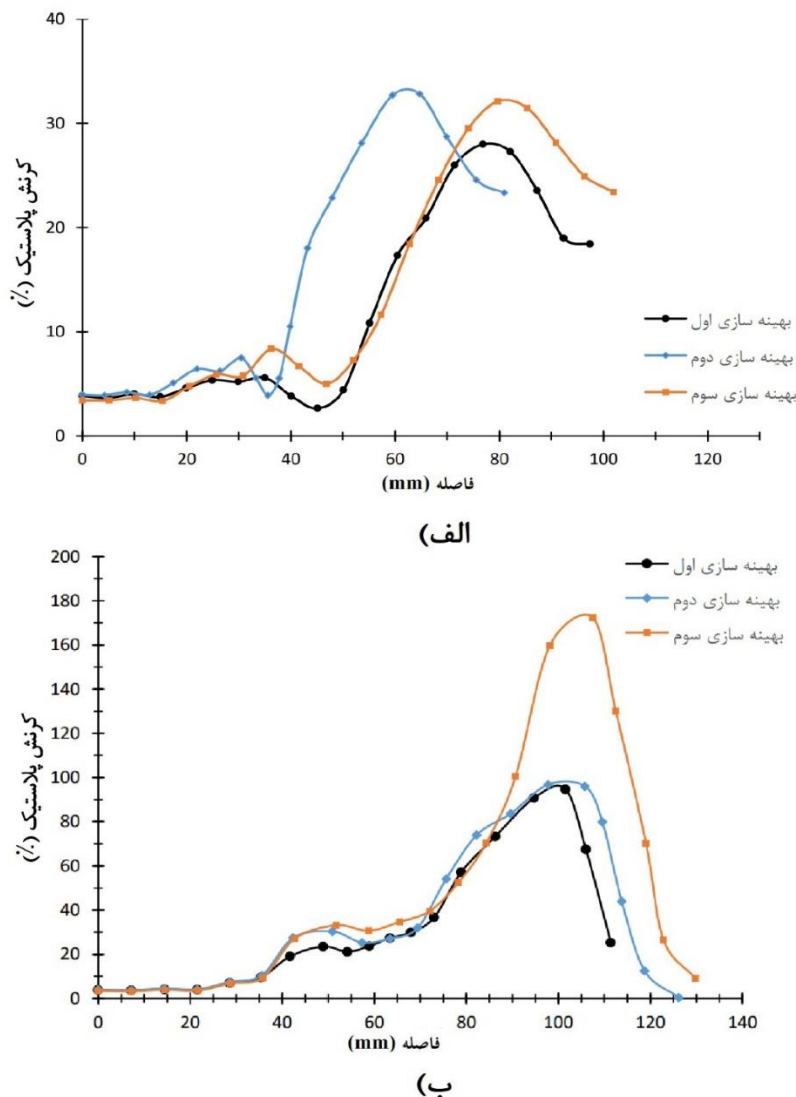 40
30
20
10
0
0 20 40 60 80 100 120
کرنش پلاستیک (٪)
بهینه سازی اول
بهینه سازی دوم
بهینه سازی سوم
فاصله (mm)
الف)
200
180
160
140
120
100
80
60
40
20
0
0 20 40 60 80 100 120 140
کرنش پلاستیک (٪)
بهینه سازی اول
بهینه سازی دوم
بهینه سازی سوم
فاصله (mm)
ب)